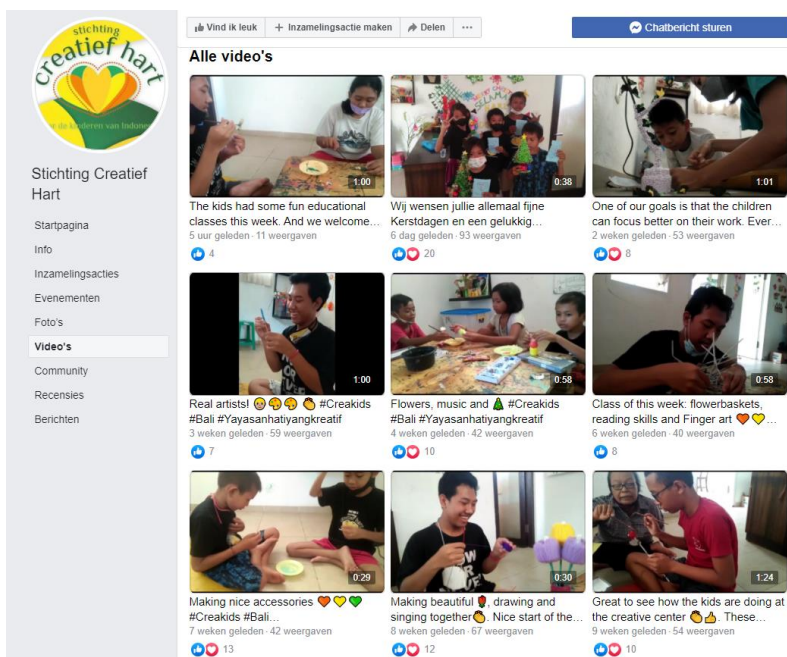 stichting
creatief hart
de kinderen van Indones
Stichting Creatief
Hart
Startpagina
Info
Inzamelingsacties
Evenementen
Foto's
Video's
Community
Recensies
Berichten
Vind ik leuk
Inzamelingsactie maken
Delen
Chatbericht sturen
Alle video's
1:00
The kids had some fun educational
classes this week. And we welcome…
5 uur geleden · 11 weergaven
4
0:38
Wij wensen jullie allemaal fijne
Kerstdagen en een gelukkig…
6 dag geleden · 93 weergaven
20
1:01
One of our goals is that the children
can focus better on their work. Ever…
2 weken geleden · 53 weergaven
8
1:00
Real artists! 👏 #Creakids
#Bali #Yayasanhatiyangkreatif
3 weken geleden · 59 weergaven
7
0:58
Flowers, music and 🎄 #Creakids
#Bali #Yayasanhatiyangkreatif
4 weken geleden · 42 weergaven
10
0:58
Class of this week: flowerbaskets,
reading skills and Finger art 🧡💛…
6 weken geleden · 40 weergaven
8
0:29
Making nice accessories 🧡💛💚
#Creakids #Bali…
7 weken geleden · 42 weergaven
13
0:30
Making beautiful 🌷, drawing and
singing together👏. Nice start of the…
8 weken geleden · 67 weergaven
12
1:24
Great to see how the kids are doing at
the creative center 👏👍. These…
9 weken geleden · 54 weergaven
10